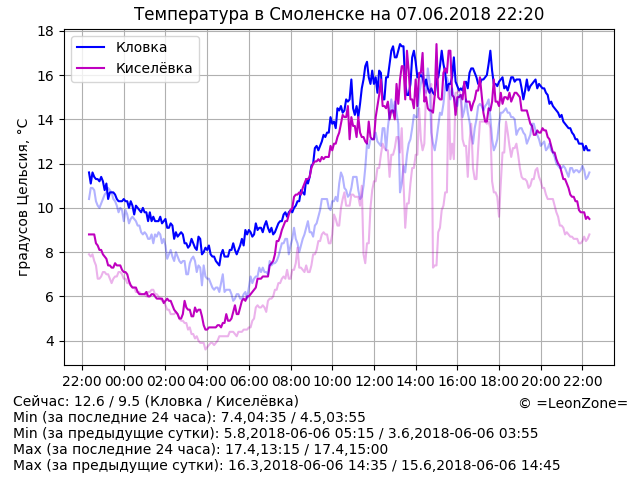 Температура в Смоленске на 07.06.2018 22:20
градусов Цельсия, °C
18
16
14
12
10
8
6
4
Кловка
Киселёвка
22:00 00:00 02:00 04:00 06:00 08:00 10:00 12:00 14:00 16:00 18:00 20:00 22:00
Сейчас: 12.6 / 9.5 (Кловка / Киселёвка)
© =LeonZone=
Min (за последние 24 часа): 7.4,04:35 / 4.5,03:55
Min (за предыдущие сутки): 5.8,2018-06-06 05:15 / 3.6,2018-06-06 03:55
Max (за последние 24 часа): 17.4,13:15 / 17.4,15:00
Max (за предыдущие сутки): 16.3,2018-06-06 14:35 / 15.6,2018-06-06 14:45